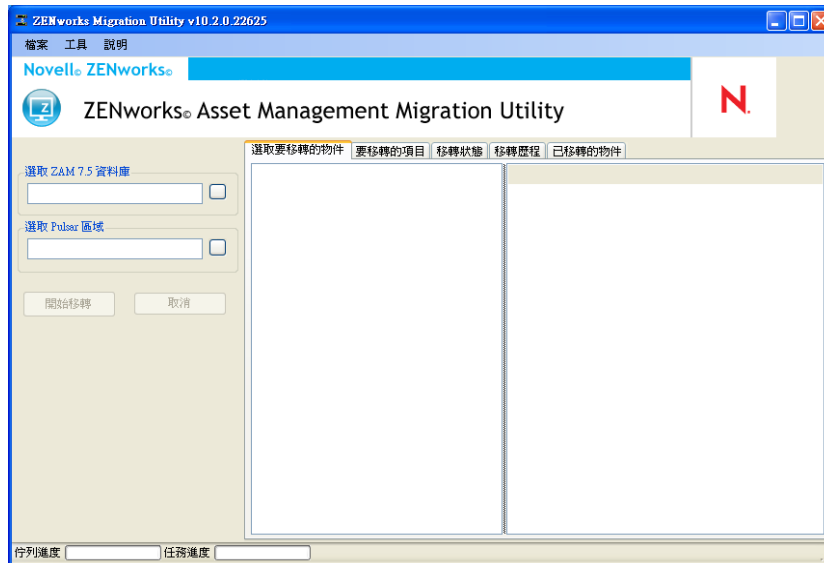 ZENworks Migration Utility v10.2.0.22625
檔案 工具 說明
Novell® ZENworks®
Z ZENworks® Asset Management Migration Utility N.
選取要移轉的物件 要移轉的項目 移轉狀態 移轉歷程 已移轉的物件
選取 ZAM 7.5 資料庫
選取 Pulsar 區域
開始移轉 取消
佇列進度 任務進度